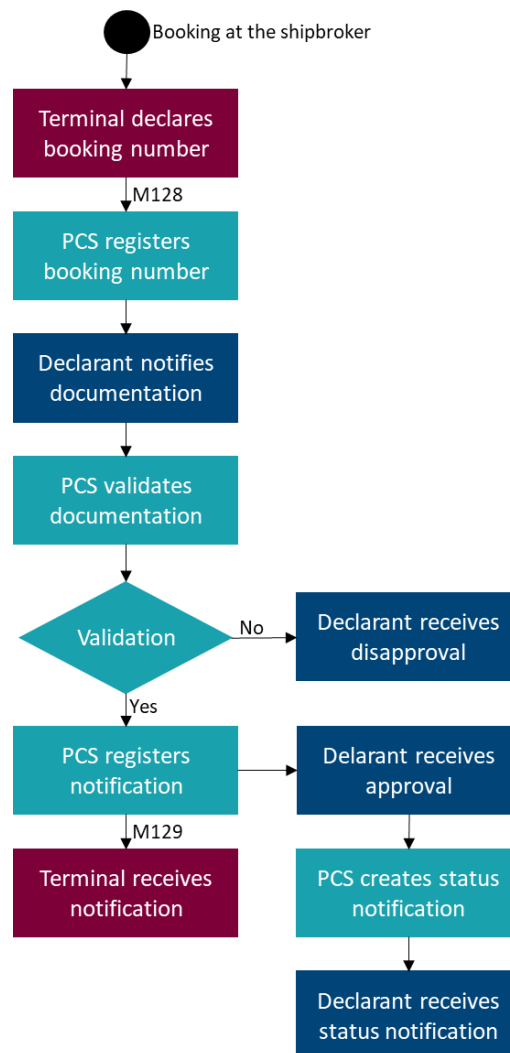 Booking at the shipbroker
Terminal declares
booking number
M128
PCS registers
booking number
Declarant notifies
documentation
PCS validates
documentation
Validation
No
Declarant receives
disapproval
Yes
PCS registers
notification
Delarant receives
approval
M129
Terminal receives
notification
PCS creates status
notification
Declarant receives
status notification